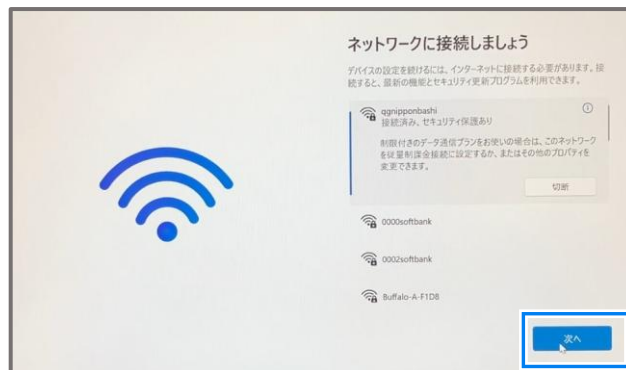 ネットワークに接続しましょう
デバイスの設定を続けるには、インターネットに接続する必要があります。接
続すると、最新の機能とセキュリティ更新プログラムを利用できます。
qgnipponbashi
接続済み、セキュリティ保護あり
制限付きのデータ通信プランをお使いの場合は、このネットワーク
を従量制課金接続に設定するか、またはその他のプロパティを
変更できます。
切断
0000softbank
0002softbank
Buffalo-A-F1DB
次へ